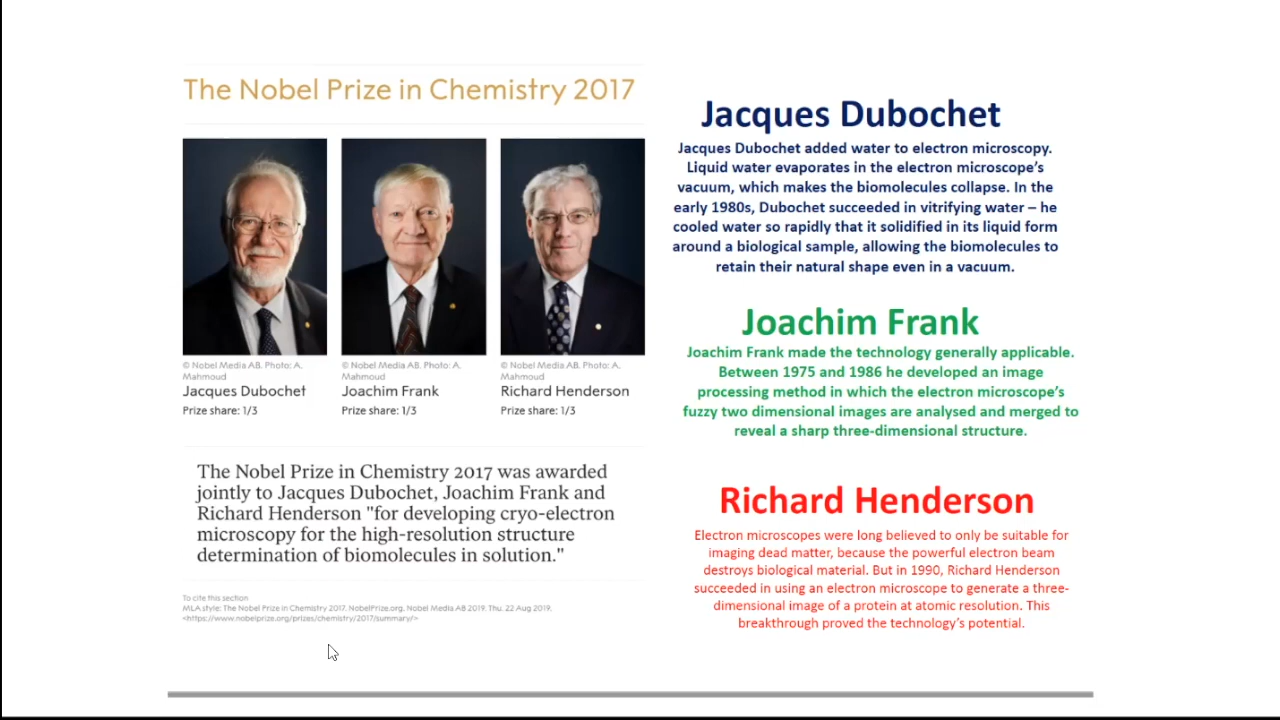 The Nobel Prize in Chemistry 2017
© Nobel Media AB. Photo: A.
Mahmoud
Jacques Dubochet
Prize share: 1/3
© Nobel Media AB. Photo: A.
Mahmoud
Joachim Frank
Prize share: 1/3
© Nobel Media AB. Photo: A.
Mahmoud
Richard Henderson
Prize share: 1/3
The Nobel Prize in Chemistry 2017 was awarded
jointly to Jacques Dubochet, Joachim Frank and
Richard Henderson "for developing cryo-electron
microscopy for the high-resolution structure
determination of biomolecules in solution."
To cite this section
MLA style: The Nobel Prize in Chemistry 2017. NobelPrize.org. Nobel Media AB 2019. Thu. 22 Aug 2019.
<https://www.nobelprize.org/prizes/chemistry/2017/summary/>
Jacques Dubochet
Jacques Dubochet added water to electron microscopy.
Liquid water evaporates in the electron microscope's
vacuum, which makes the biomolecules collapse. In the
early 1980s, Dubochet succeeded in vitrifying water – he
cooled water so rapidly that it solidified in its liquid form
around a biological sample, allowing the biomolecules to
retain their natural shape even in a vacuum.
Joachim Frank
Joachim Frank made the technology generally applicable.
Between 1975 and 1986 he developed an image
processing method in which the electron microscope's
fuzzy two dimensional images are analysed and merged to
reveal a sharp three-dimensional structure.
Richard Henderson
Electron microscopes were long believed to only be suitable for
imaging dead matter, because the powerful electron beam
destroys biological material. But in 1990, Richard Henderson
succeeded in using an electron microscope to generate a three-
dimensional image of a protein at atomic resolution. This
breakthrough proved the technology's potential.